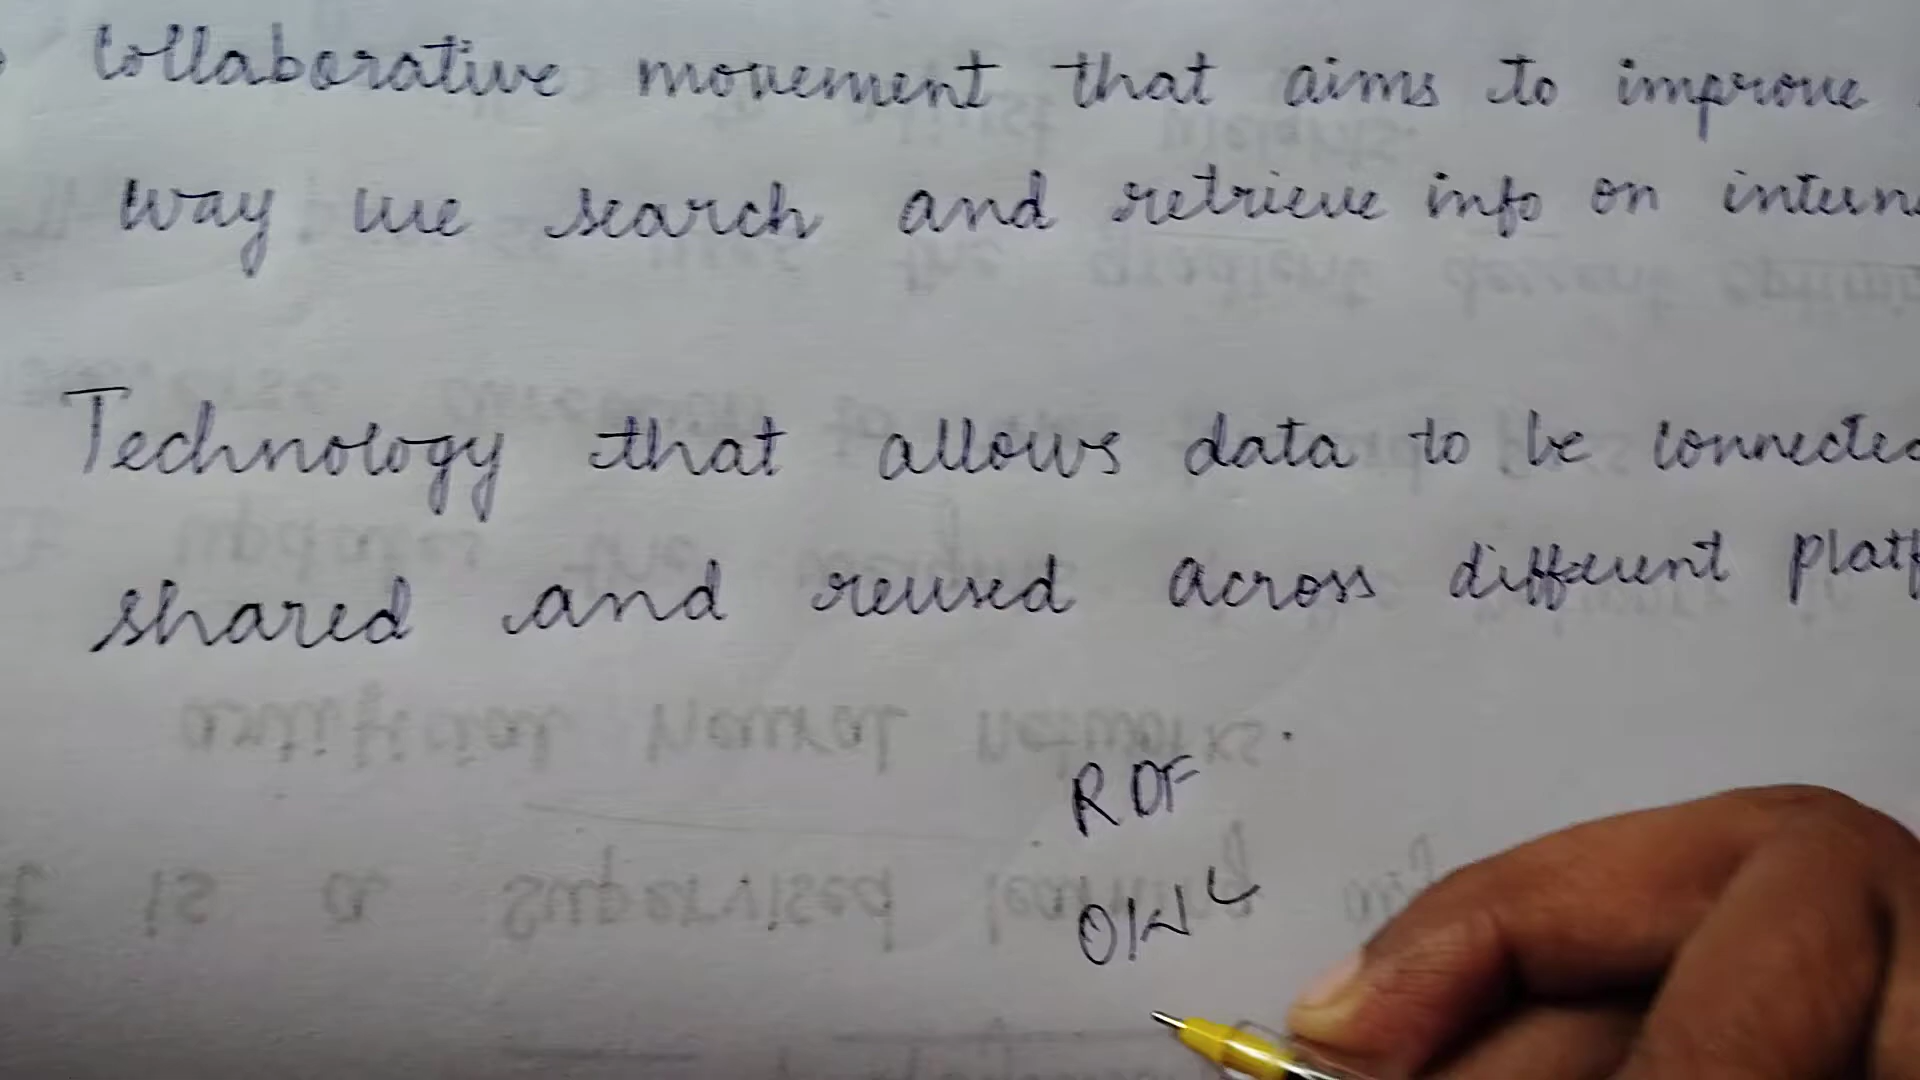 Collaborative movement that aims to improve
way we search and retrieve info on intern
Technology that allows data to be connected
shared and reused across different platf
RDF
OWL